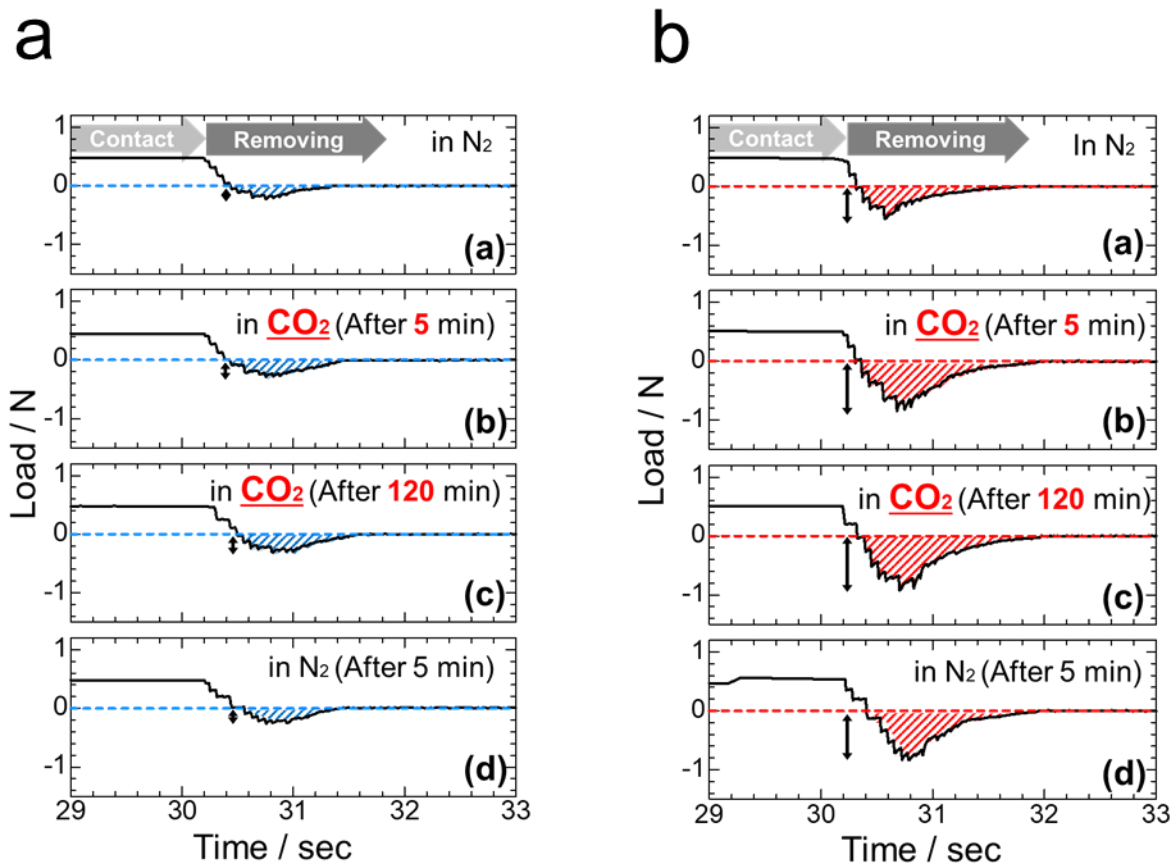 a
Contact
Removing
in N₂
1
0
-1
(a)
in CO₂ (After 5 min)
1
0
-1
(b)
in CO₂ (After 120 min)
1
0
-1
(c)
in N₂ (After 5 min)
1
0
-1
(d)
Load / N
29 30 31 32 33
Time / sec
b
Contact
Removing
In N₂
1
0
-1
(a)
in CO₂ (After 5 min)
1
0
-1
(b)
in CO₂ (After 120 min)
1
0
-1
(c)
in N₂ (After 5 min)
1
0
-1
(d)
Load / N
29 30 31 32 33
Time / sec